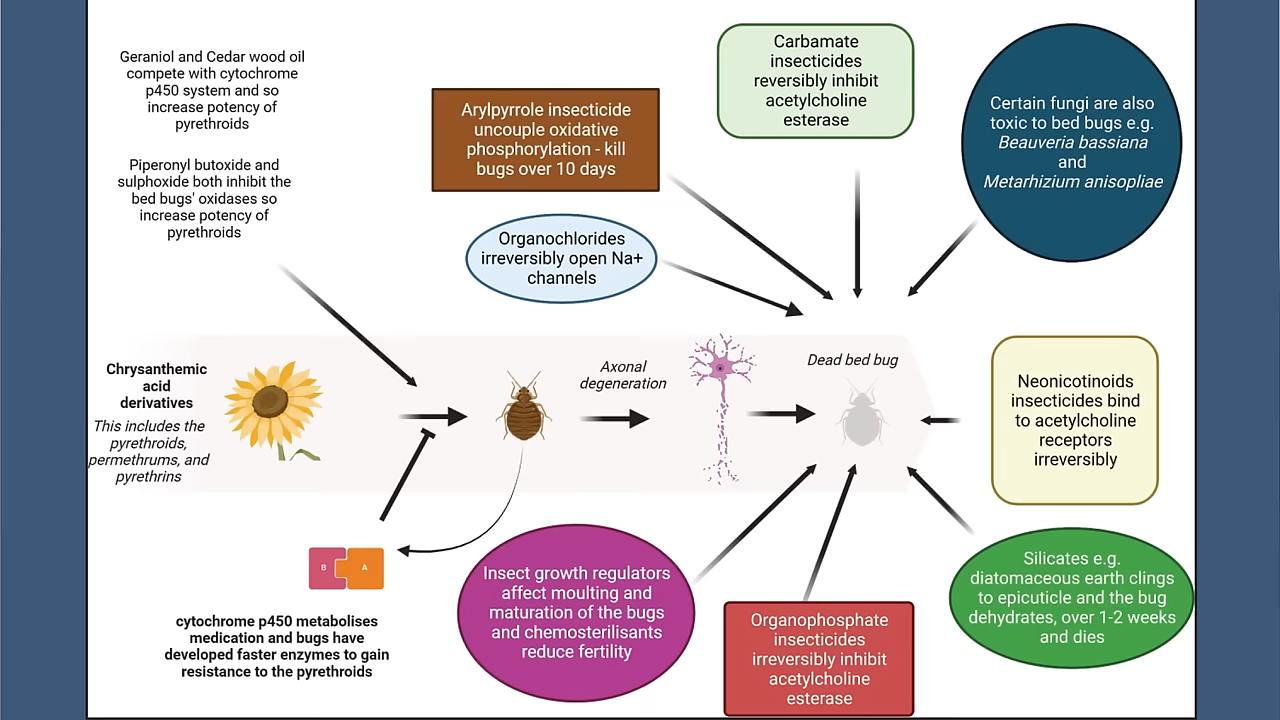 Geraniol and Cedar wood oil
compete with cytochrome
p450 system and so
increase potency of
pyrethroids
Piperonyl butoxide and
sulphoxide both inhibit the
bed bugs' oxidases so
increase potency of
pyrethroids
Arylpyrrole insecticide
uncouple oxidative
phosphorylation - kill
bugs over 10 days
Organochlorides
irreversibly open Na+
channels
Carbamate
insecticides
reversibly inhibit
acetylcholine
esterase
Certain fungi are also
toxic to bed bugs e.g.
Beauveria bassiana
and
Metarhizium anisopliae
Chrysanthemic
acid
derivatives
This includes the
pyrethroids,
permethrums, and
pyrethrins
Axonal
degeneration
Dead bed bug
Neonicotinoids
insecticides bind
to acetylcholine
receptors
irreversibly
B
A
cytochrome p450 metabolises
medication and bugs have
developed faster enzymes to gain
resistance to the pyrethroids
Insect growth regulators
affect moulting and
maturation of the bugs
and chemosterilisants
reduce fertility
Organophosphate
insecticides
irreversibly inhibit
acetylcholine
esterase
Silicates e.g.
diatomaceous earth clings
to epicuticle and the bug
dehydrates, over 1-2 weeks
and dies